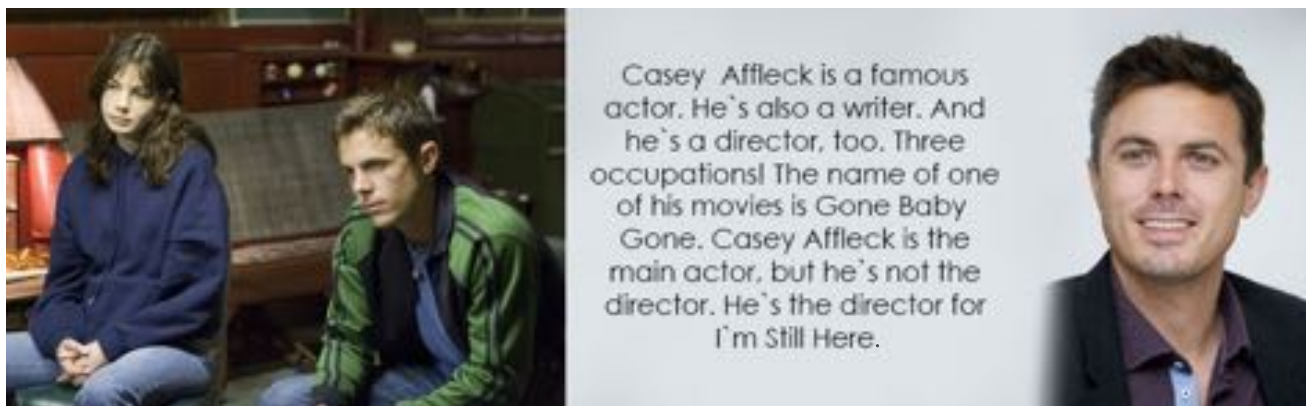 Casey Affleck is a famous
actor. He`s also a writer. And
he`s a director, too. Three
occupations! The name of one
of his movies is Gone Baby
Gone. Casey Affleck is the
main actor, but he`s not the
director. He`s the director for
I`m Still Here.